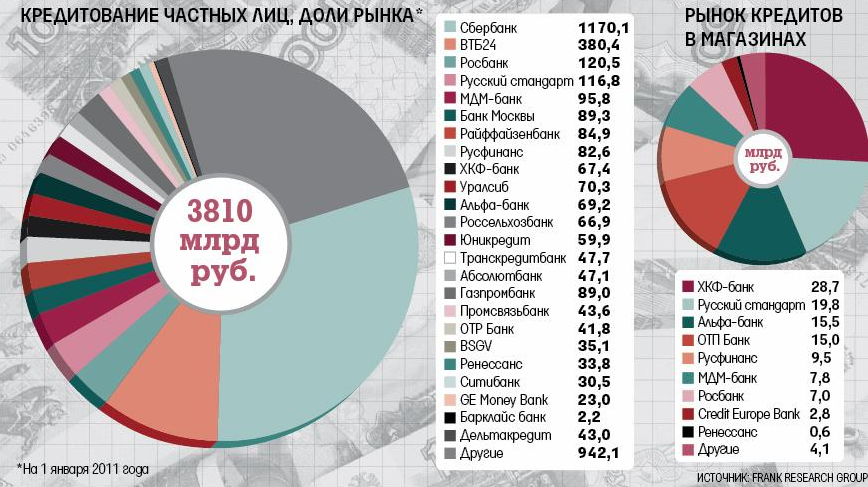 КРЕДИТОВАНИЕ ЧАСТНЫХ ЛИЦ, ДОЛИ РЫНКА*
3810
млрд
руб.
*На 1 января 2011 года
Сбербанк 1170,1
ВТБ24 380,4
Росбанк 120,5
Русский стандарт 116,8
МДМ-банк 95,8
Банк Москвы 89,3
Райффайзенбанк 84,9
Русфинанс 82,6
ХКФ-банк 67,4
Уралсиб 70,3
Альфа-банк 69,2
Россельхозбанк 66,9
Юникредит 59,9
Транскредитбанк 47,7
Абсолютбанк 47,1
Газпромбанк 89,0
Промсвязьбанк 43,6
ОТР Банк 41,8
BSGV 35,1
Ренессанс 33,8
Ситибанк 30,5
GE Money Bank 23,0
Барклайс банк 2,2
Дельтакредит 43,0
Другие 942,1
РЫНОК КРЕДИТОВ
В МАГАЗИНАХ
млрд
руб.
ХКФ-банк 28,7
Русский стандарт 19,8
Альфа-банк 15,5
ОТП Банк 15,0
Русфинанс 9,5
МДМ-банк 7,8
Росбанк 7,0
Credit Europe Bank 2,8
Ренессанс 0,6
Другие 4,1
ИСТОЧНИК: FRANK RESEARCH GROUP